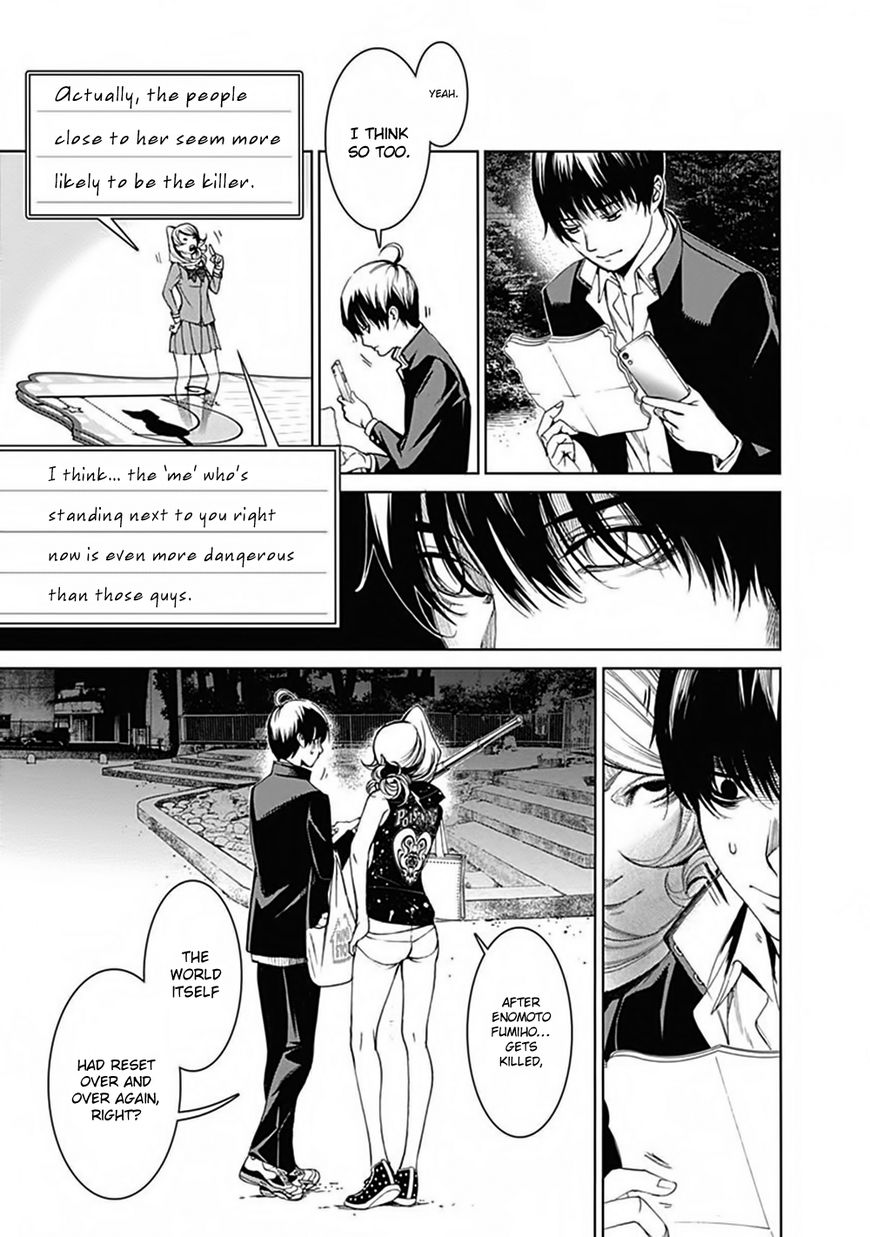 YEAH.
I THINK
SO TOO.
Actually, the people
close to her seem more
likely to be the killer.
I think... the 'me' who's
standing next to you right
now is even more dangerous
than those guys.
AFTER
ENOMOTO
FUMIHO...
GETS
KILLED,
THE
WORLD
ITSELF
HAD RESET
OVER AND
OVER AGAIN,
RIGHT?